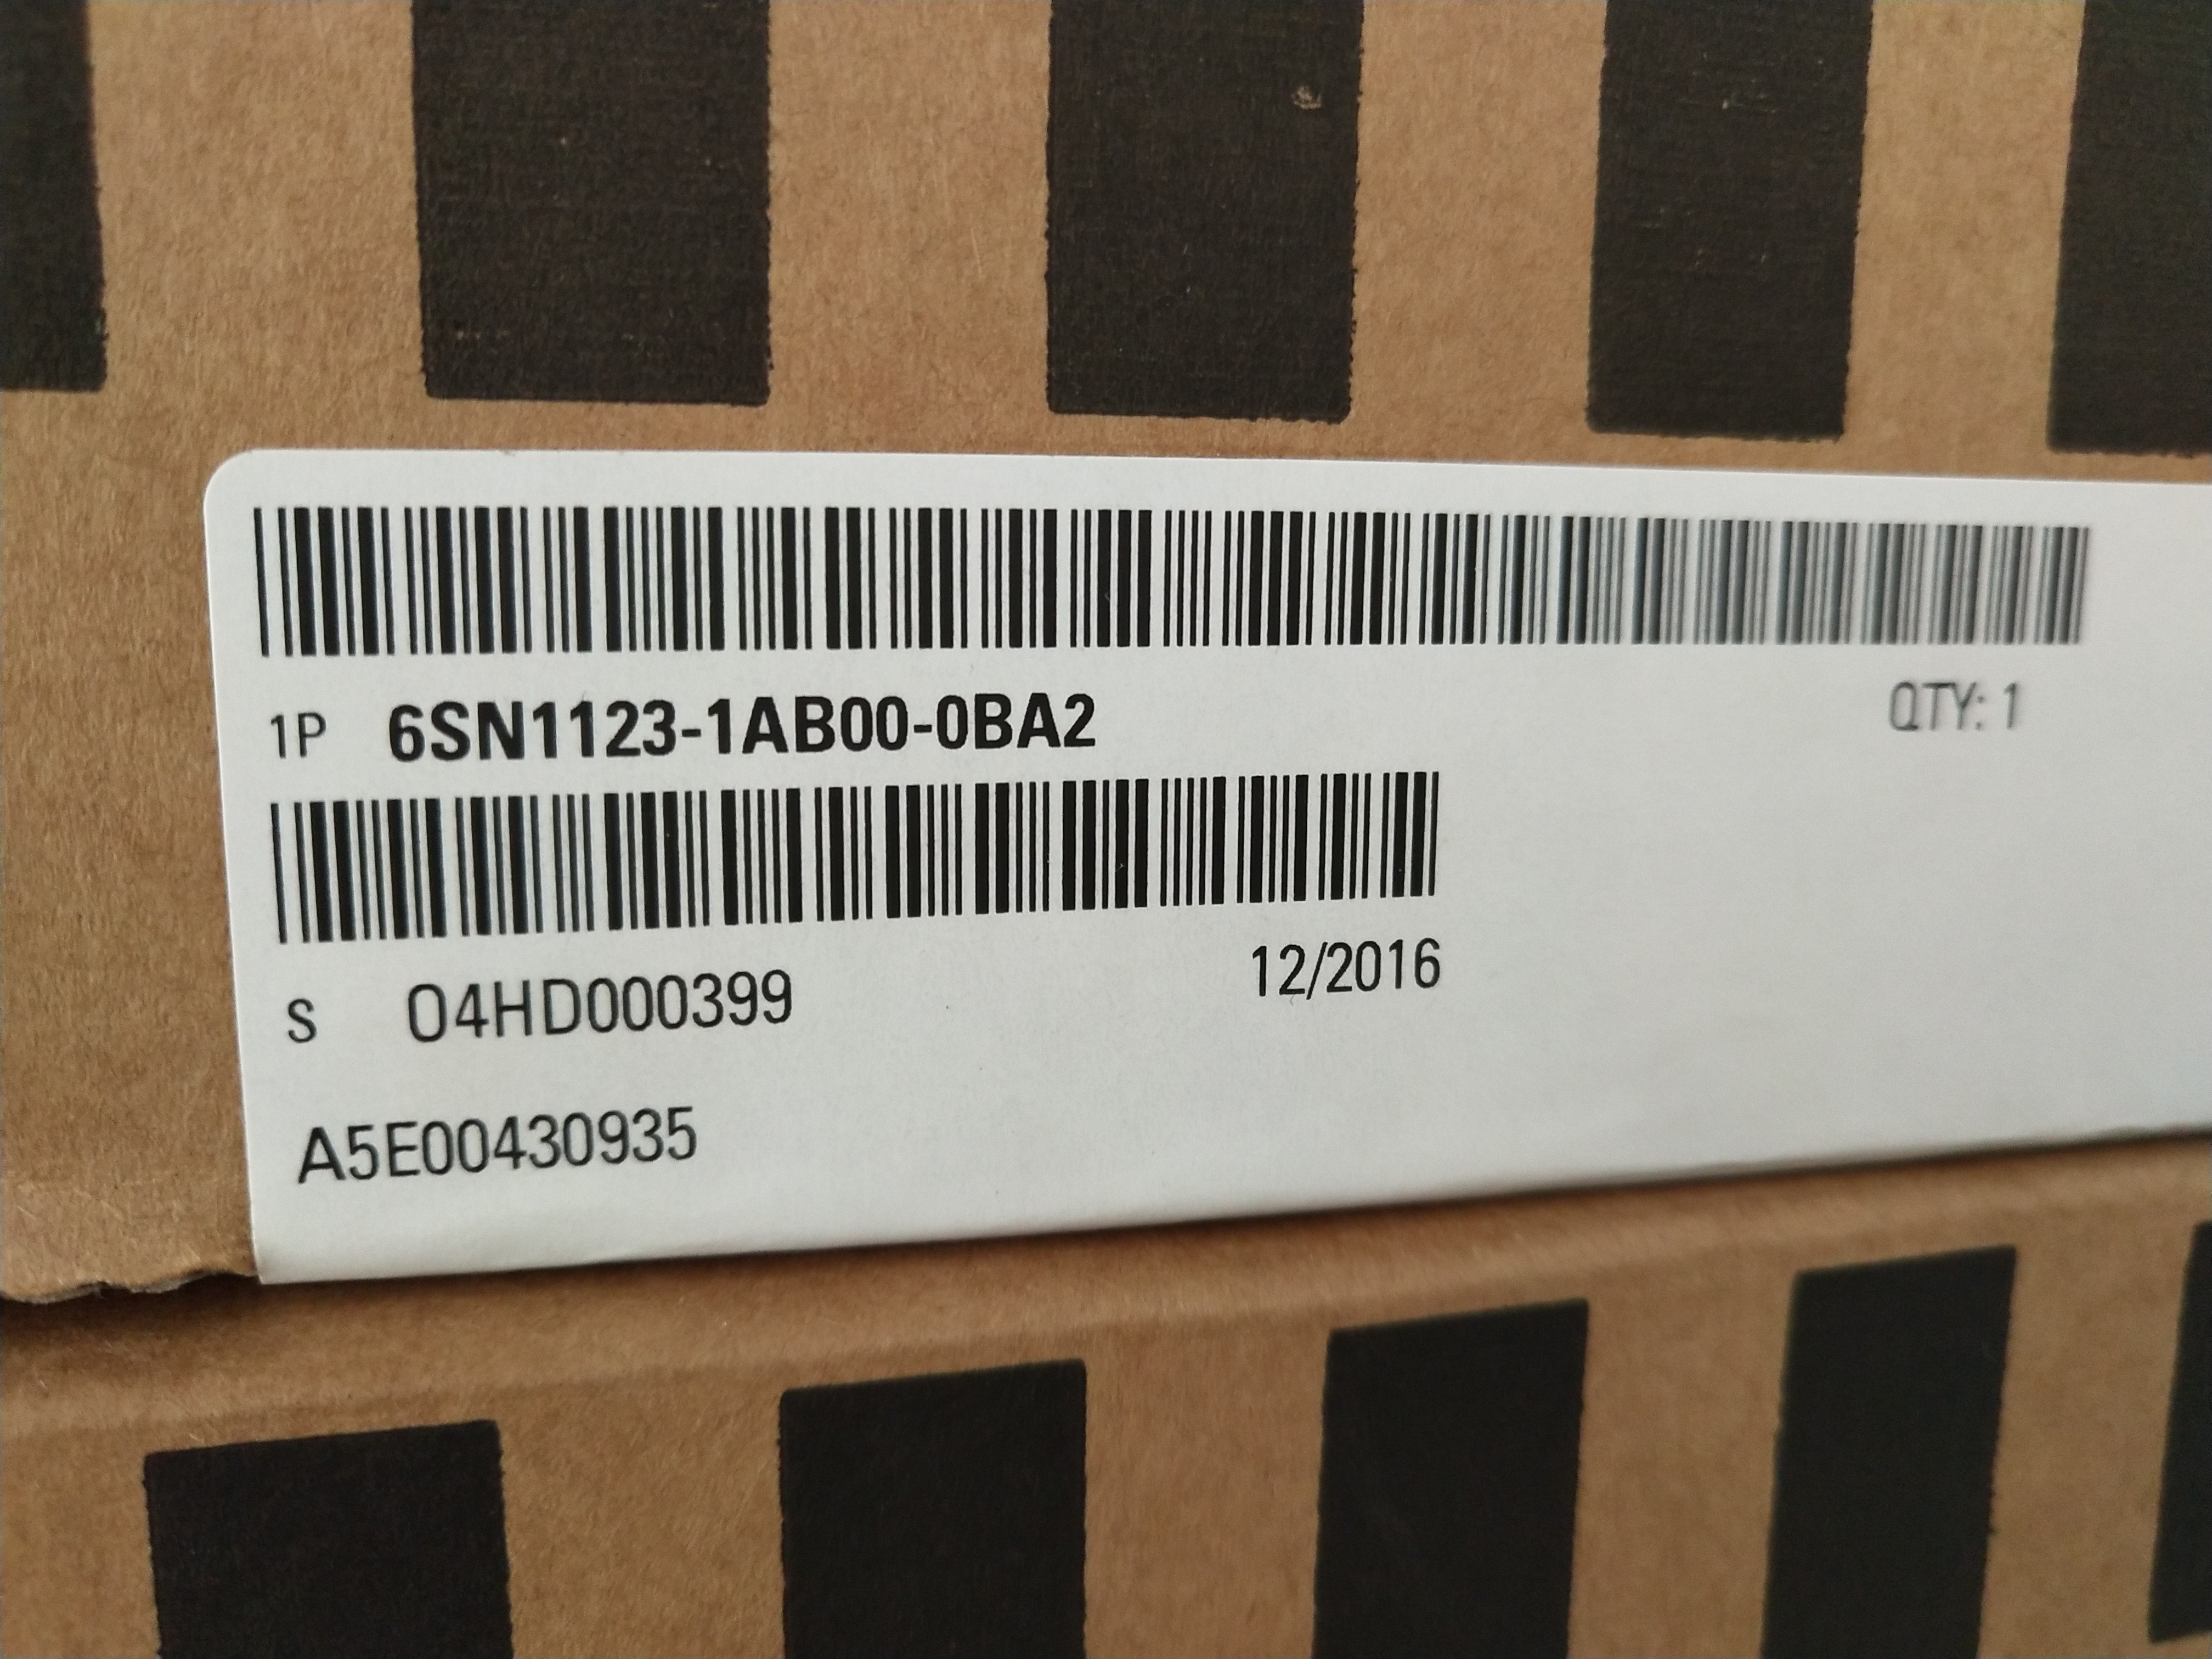 1P 6SN1123-1AB00-0BA2 QTY: 1
S O4HD000399 12/2016
A5E00430935